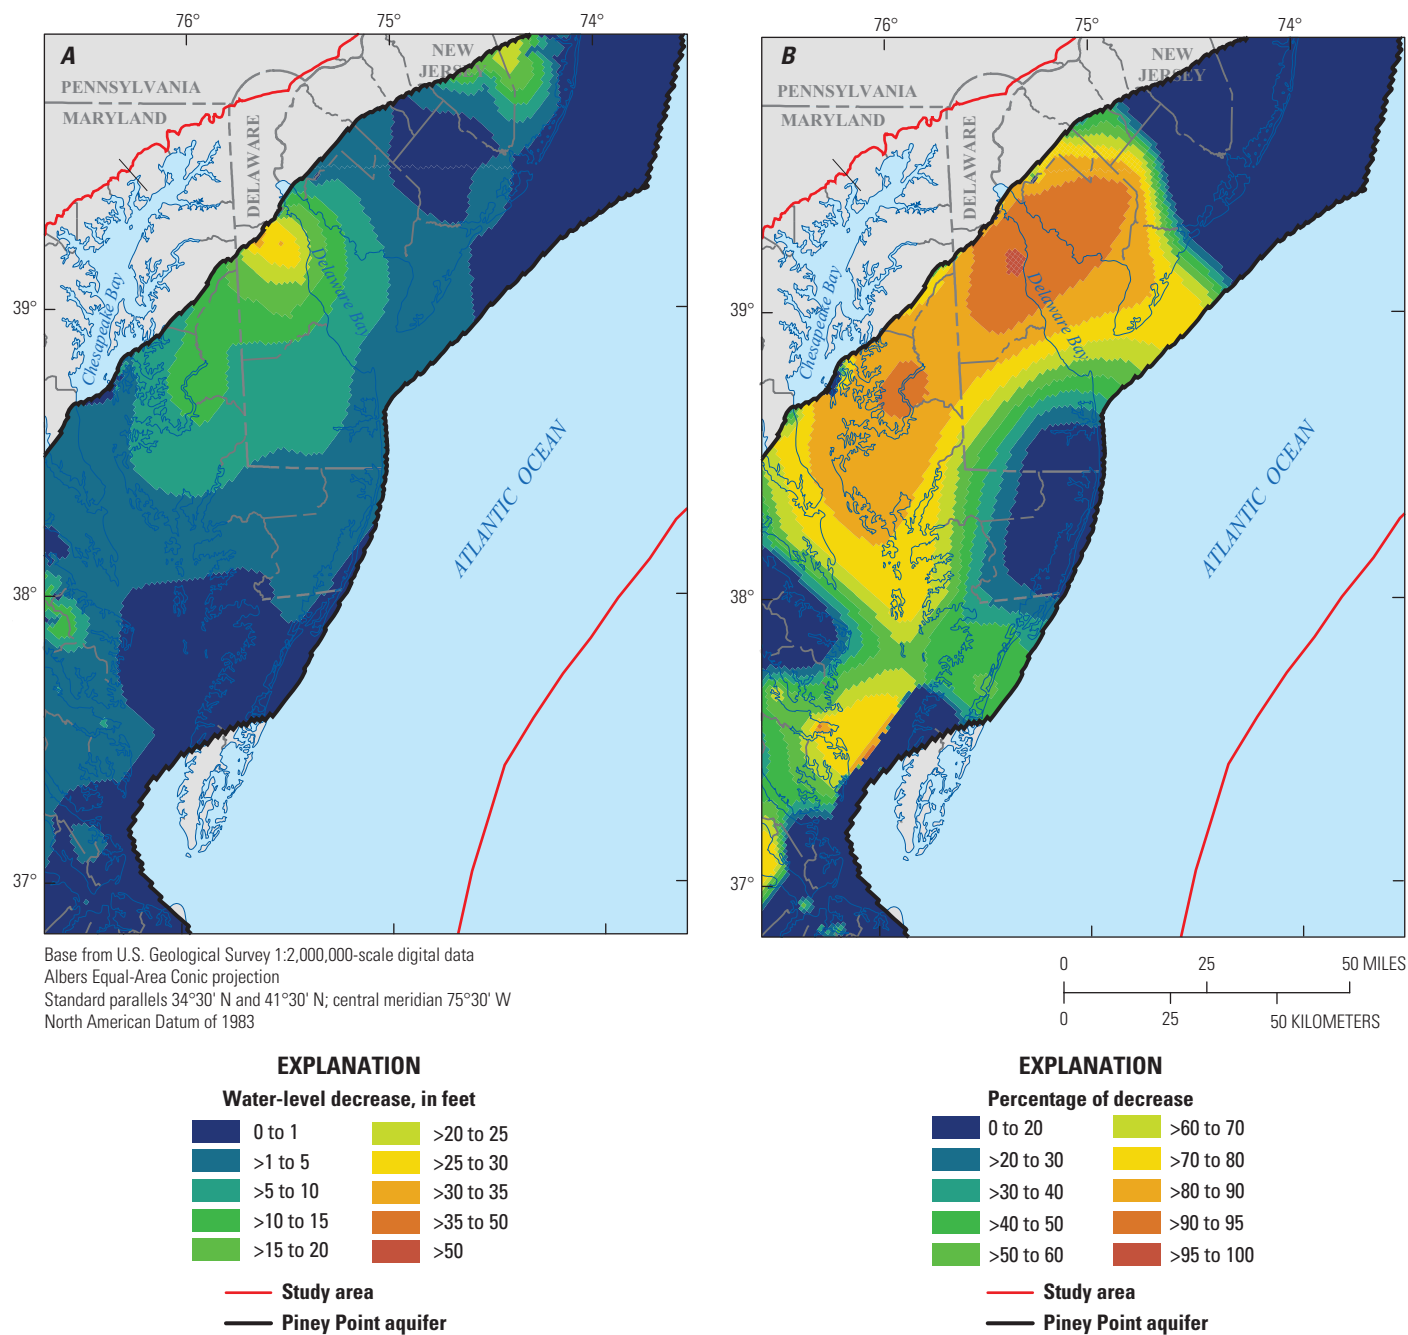 76°
75°
74°
A
NEW
JERSEY
PENNSYLVANIA
MARYLAND
DELAWARE
Delaware Bay
Chesapeake Bay
39°
ATLANTIC OCEAN
38°
37°
76°
75°
74°
B
NEW
JERSEY
PENNSYLVANIA
MARYLAND
DELAWARE
Delaware Bay
Chesapeake Bay
39°
ATLANTIC OCEAN
38°
37°
Base from U.S. Geological Survey 1:2,000,000-scale digital data
Albers Equal-Area Conic projection
Standard parallels 34°30' N and 41°30' N; central meridian 75°30' W
North American Datum of 1983
0 25 50 MILES
0 25 50 KILOMETERS
EXPLANATION
Water-level decrease, in feet
0 to 1
>1 to 5
>5 to 10
>10 to 15
>15 to 20
>20 to 25
>25 to 30
>30 to 35
>35 to 50
>50
Study area
Piney Point aquifer
EXPLANATION
Percentage of decrease
0 to 20
>20 to 30
>30 to 40
>40 to 50
>50 to 60
>60 to 70
>70 to 80
>80 to 90
>90 to 95
>95 to 100
Study area
Piney Point aquifer